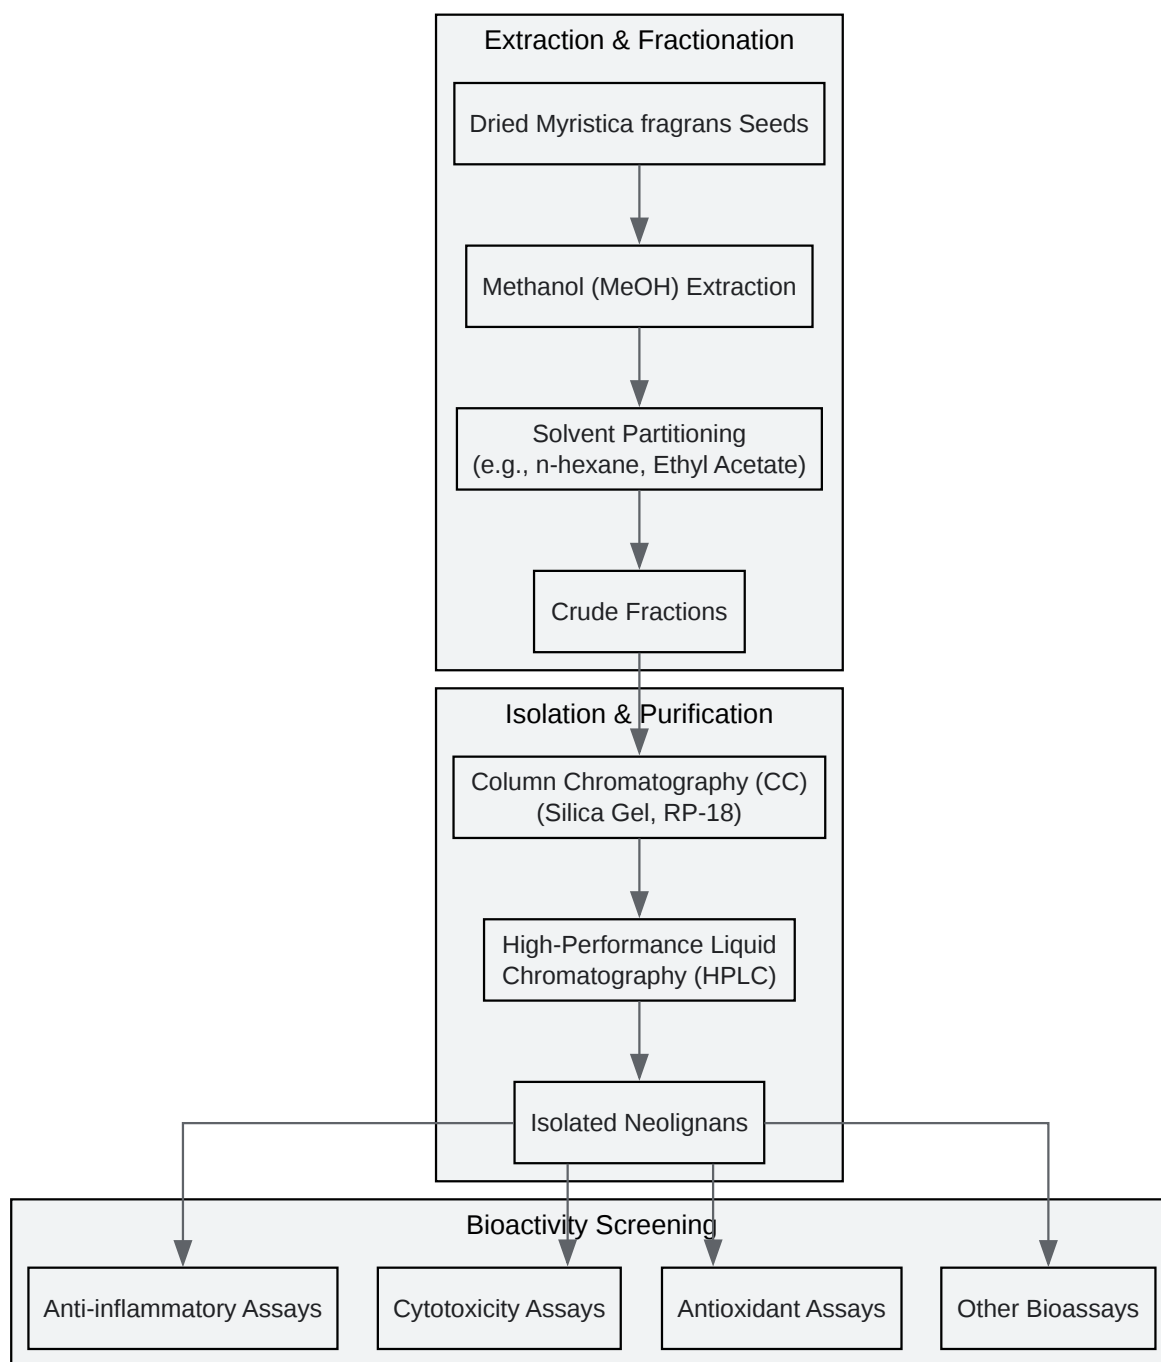 Extraction & Fractionation
Dried Myristica fragrans Seeds
Methanol (MeOH) Extraction
Solvent Partitioning
(e.g., n-hexane, Ethyl Acetate)
Crude Fractions
Isolation & Purification
Column Chromatography (CC)
(Silica Gel, RP-18)
High-Performance Liquid
Chromatography (HPLC)
Isolated Neolignans
Bioactivity Screening
Anti-inflammatory Assays
Cytotoxicity Assays
Antioxidant Assays
Other Bioassays